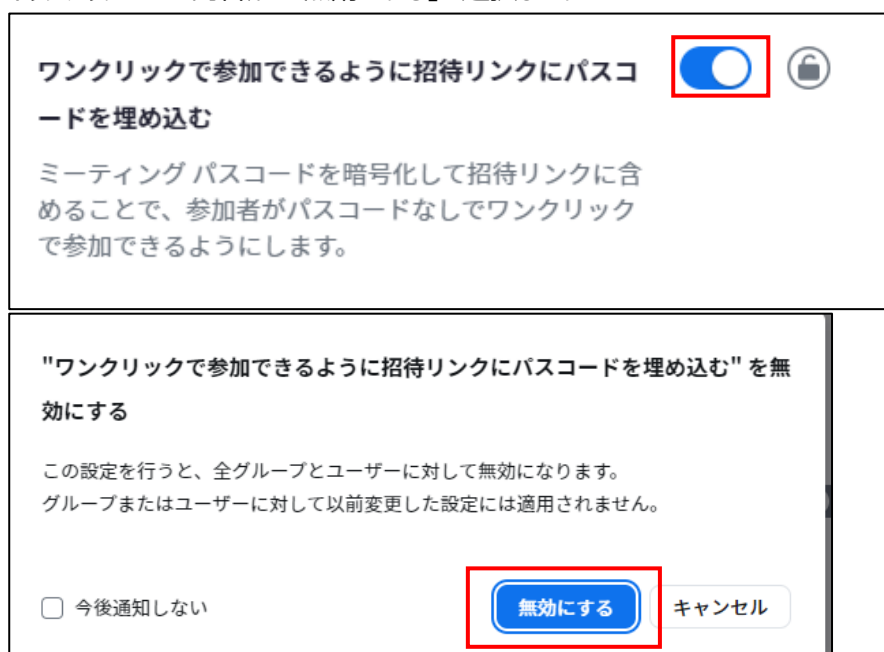 ワンクリックで参加できるように招待リンクにパスコ
ードを埋め込む
ミーティング パスコードを暗号化して招待リンクに含
めることで、参加者がパスコードなしでワンクリック
で参加できるようにします。
"ワンクリックで参加できるように招待リンクにパスコードを埋め込む" を無
効にする
この設定を行うと、全グループとユーザーに対して無効になります。
グループまたはユーザーに対して以前変更した設定には適用されません。
今後通知しない
無効にする
キャンセル